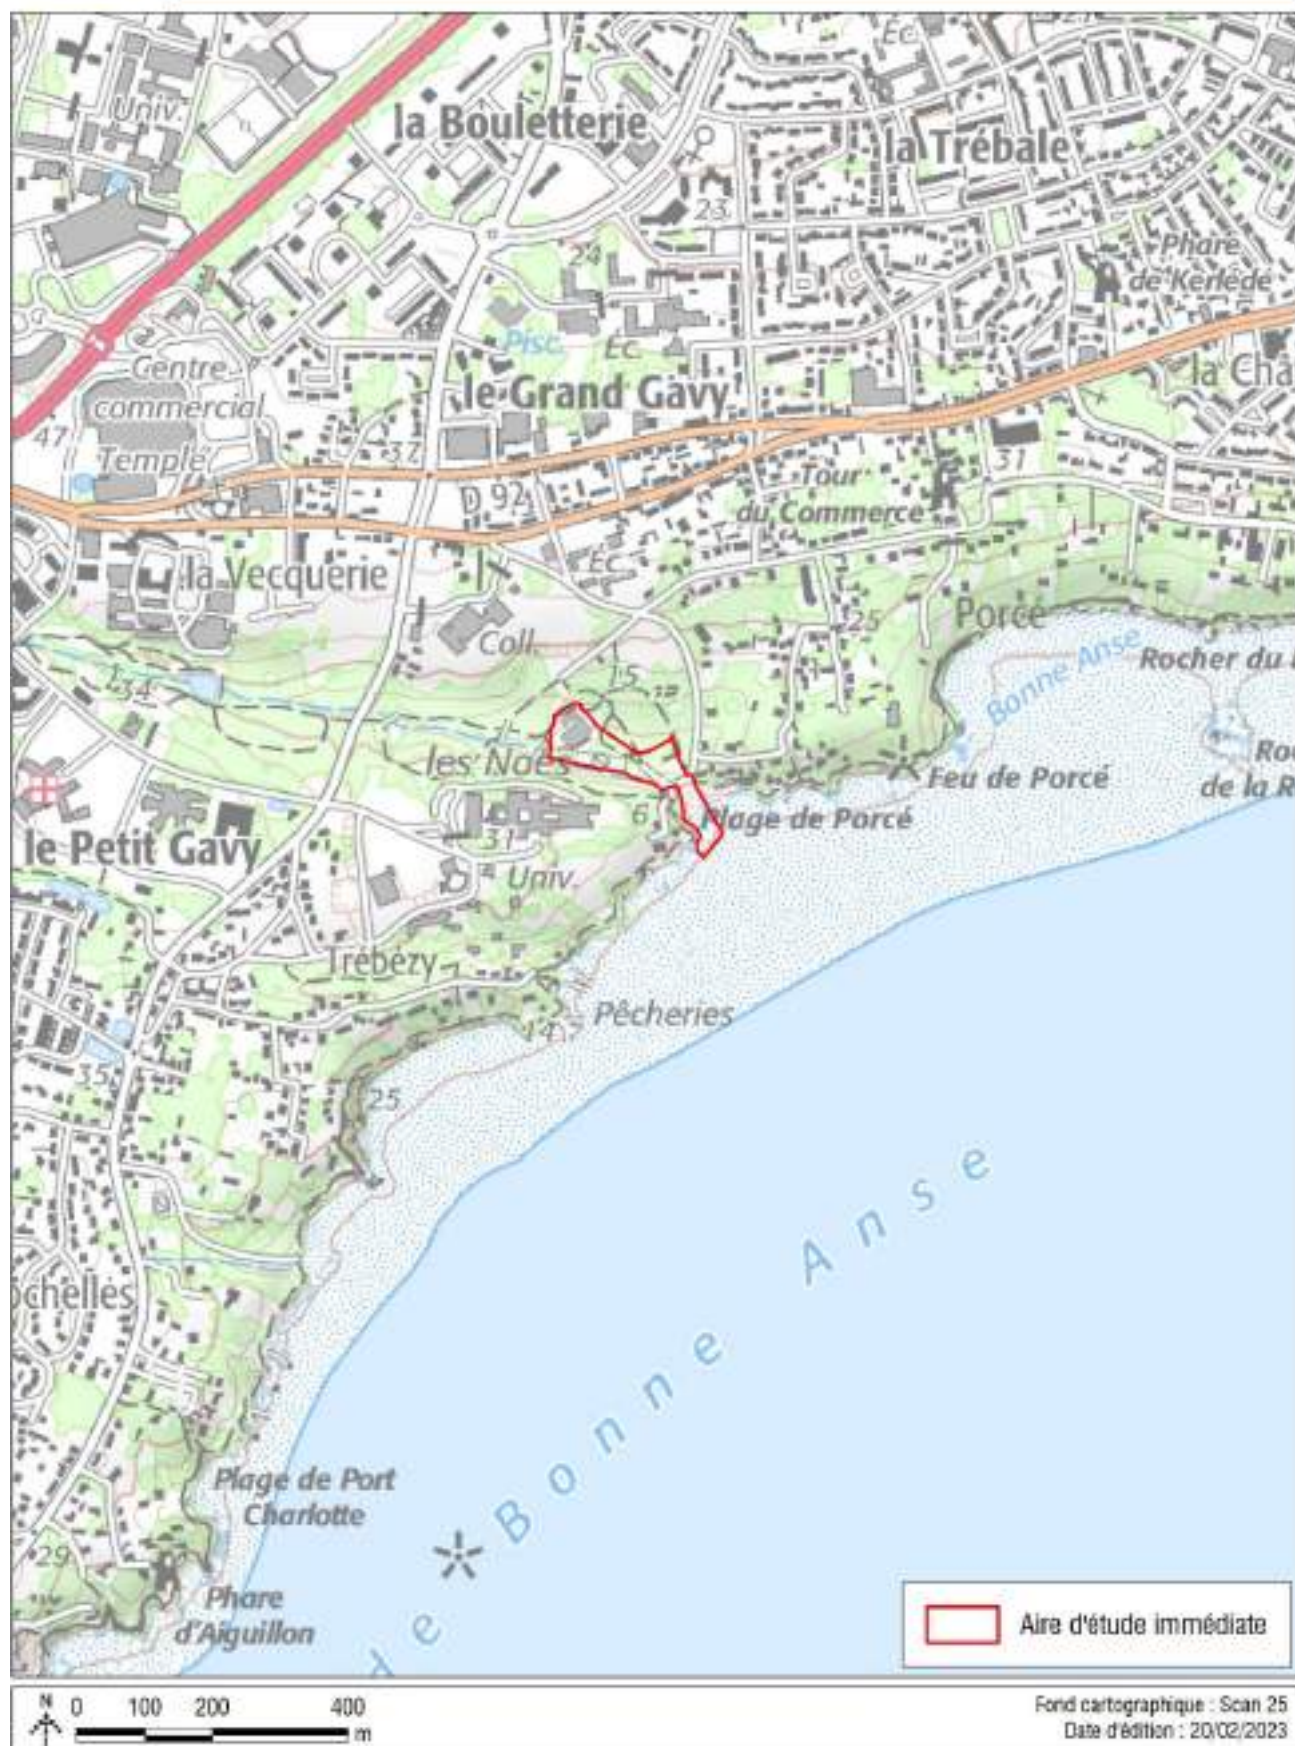 Univ.
la Bouletterie
Ec.
la Trébale
23
24
Phare
de Kerlédé
Pisc.
Ec.
le Grand Gavy
Centre
commercial
Temple
47
37
D 92
31
Tour
du Commerce
Ec.
la Vecquerie
Coll.
25
Porcé
Bonne Anse
Rocher du
34
15
les Noës
9
6
Feu de Porcé
de la R
Plage de Porcé
le Petit Gavy
31
Univ.
Trébézy
14
Pêcheries
35
25
ochelles
Bonne Anse
de
Plage de Port
Charlotte
29
Phare
d'Aiguillon
Aire d'étude immédiate
N
0 100 200 400
m
Fond cartographique : Scan 25
Date d'édition : 20/02/2023